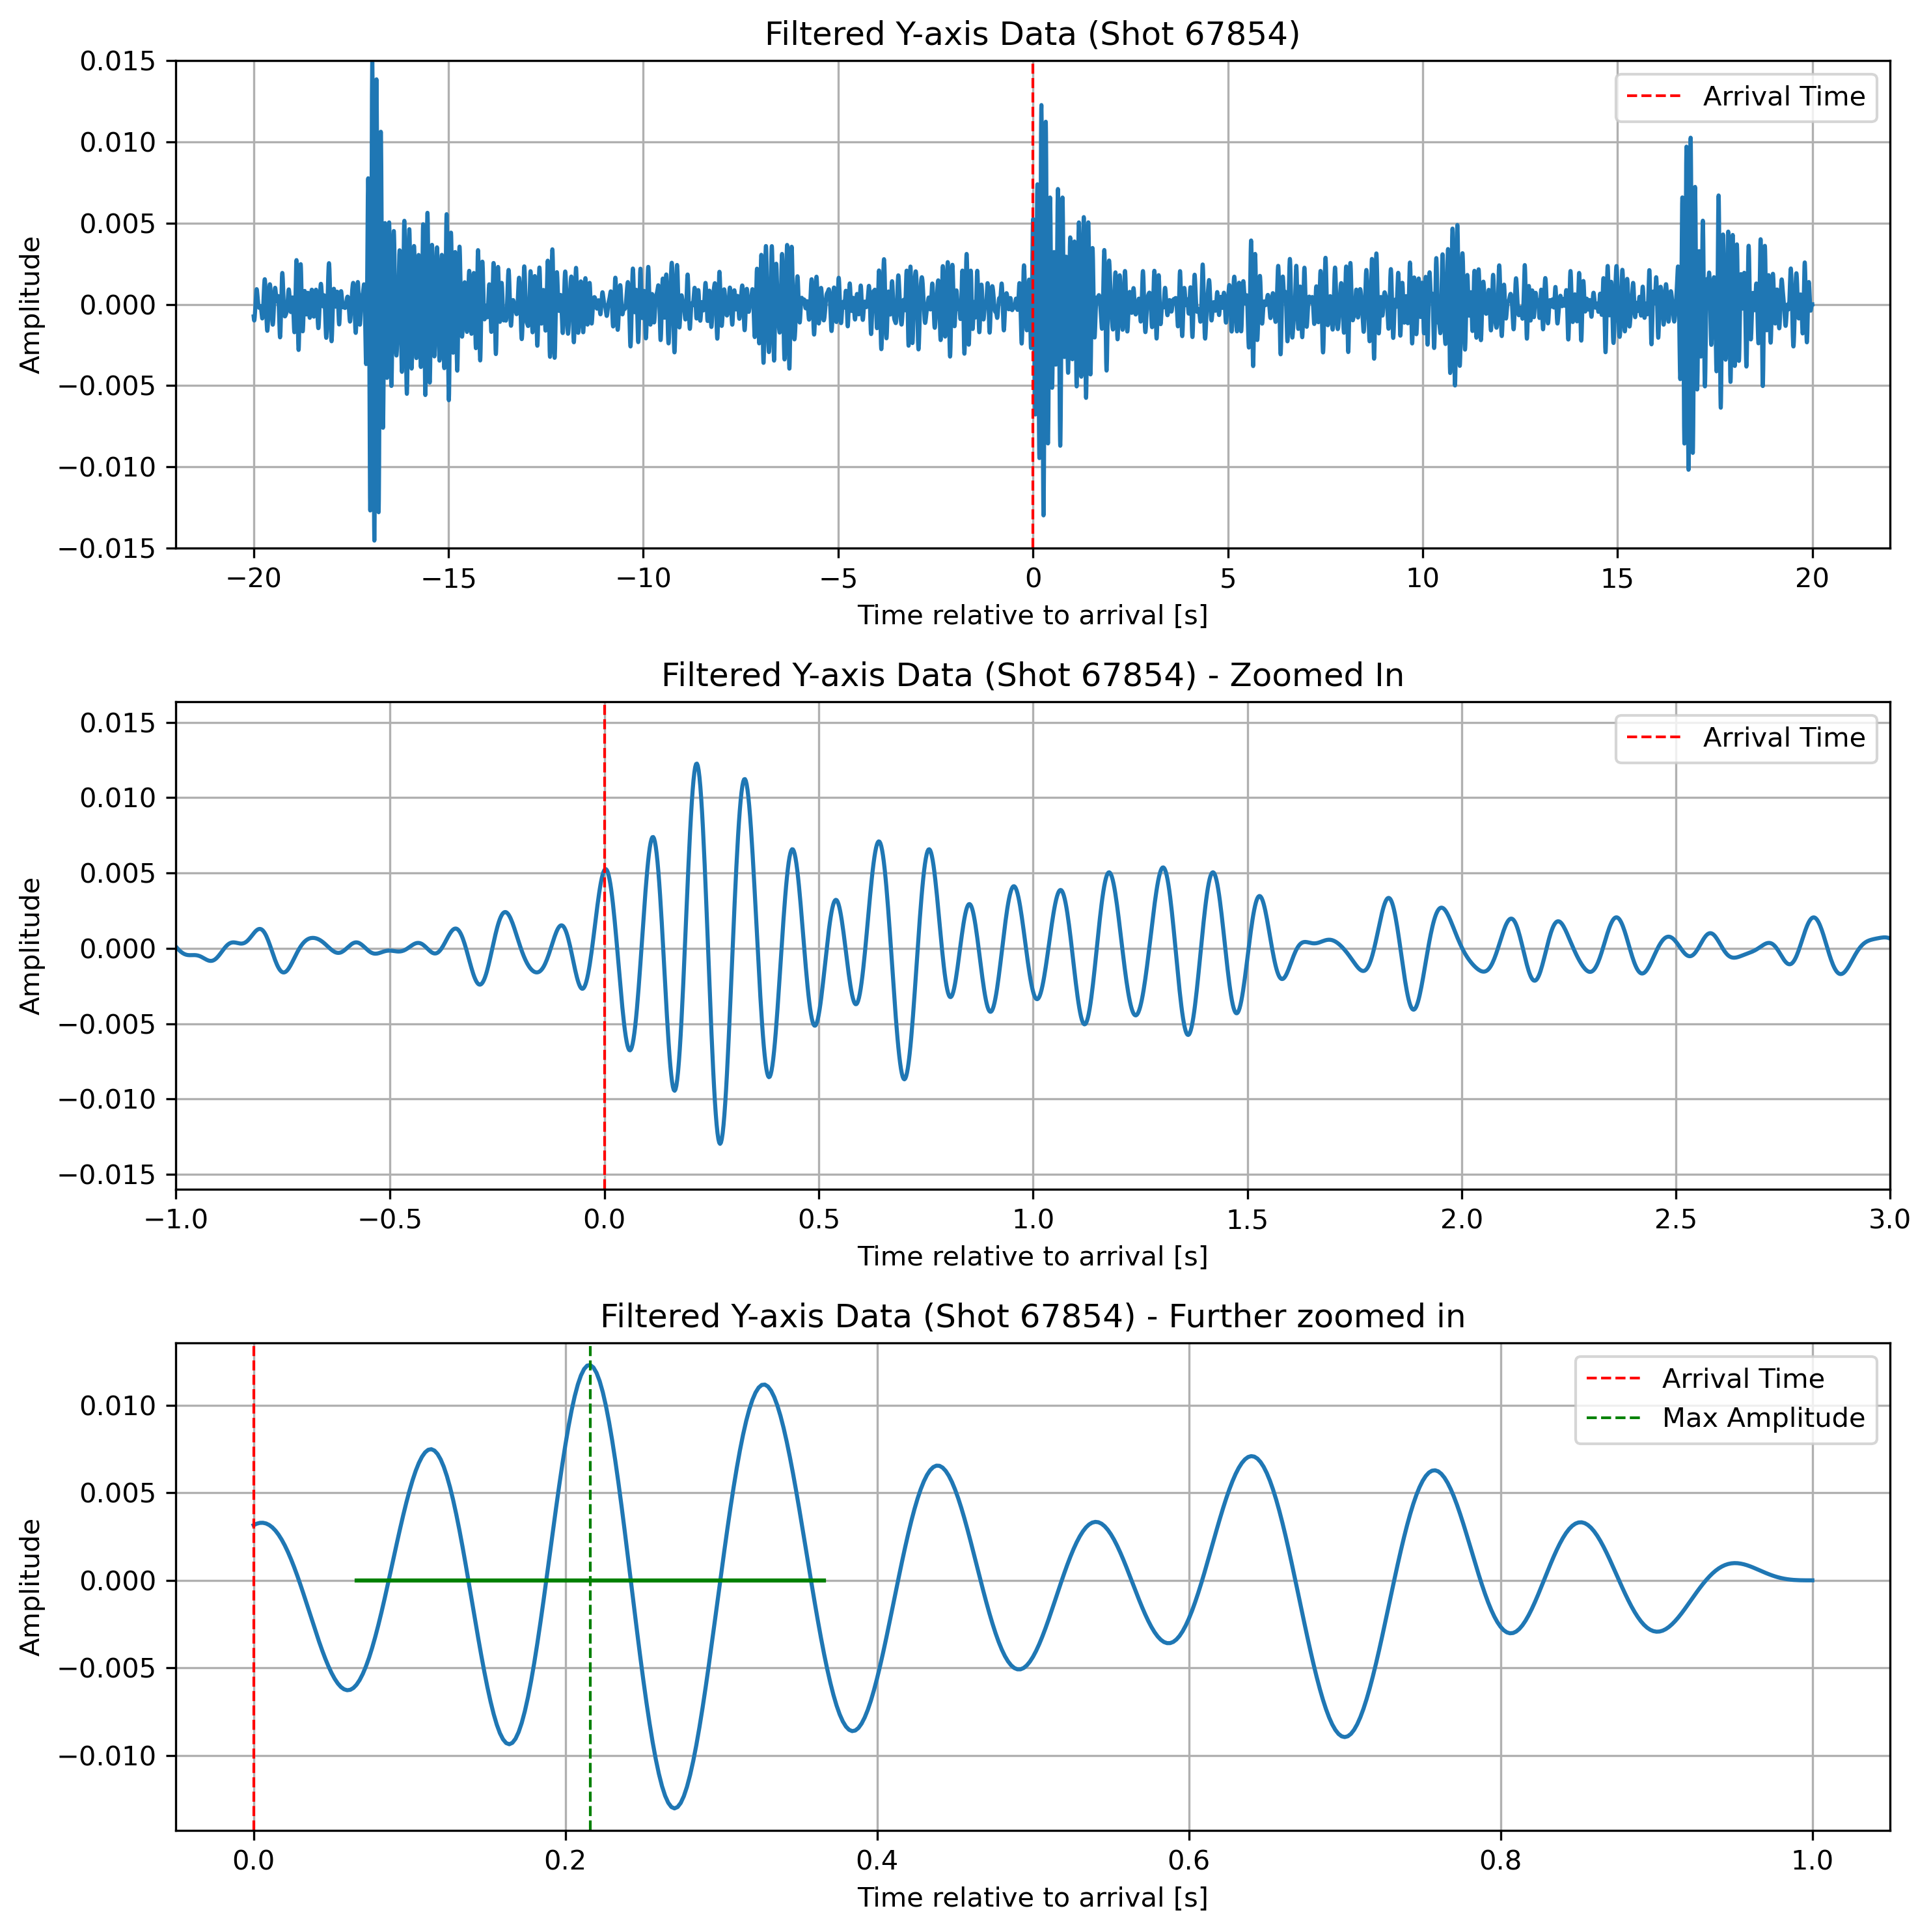 Filtered Y-axis Data (Shot 67854)
0.015
0.010
0.005
0.000
−0.005
−0.010
−0.015
Amplitude
Arrival Time
−20 −15 −10 −5 0 5 10 15 20
Time relative to arrival [s]
Filtered Y-axis Data (Shot 67854) - Zoomed In
0.015
0.010
0.005
0.000
−0.005
−0.010
−0.015
Amplitude
Arrival Time
−1.0 −0.5 0.0 0.5 1.0 1.5 2.0 2.5 3.0
Time relative to arrival [s]
Filtered Y-axis Data (Shot 67854) - Further zoomed in
0.010
0.005
0.000
−0.005
−0.010
Amplitude
Arrival Time
Max Amplitude
0.0 0.2 0.4 0.6 0.8 1.0
Time relative to arrival [s]